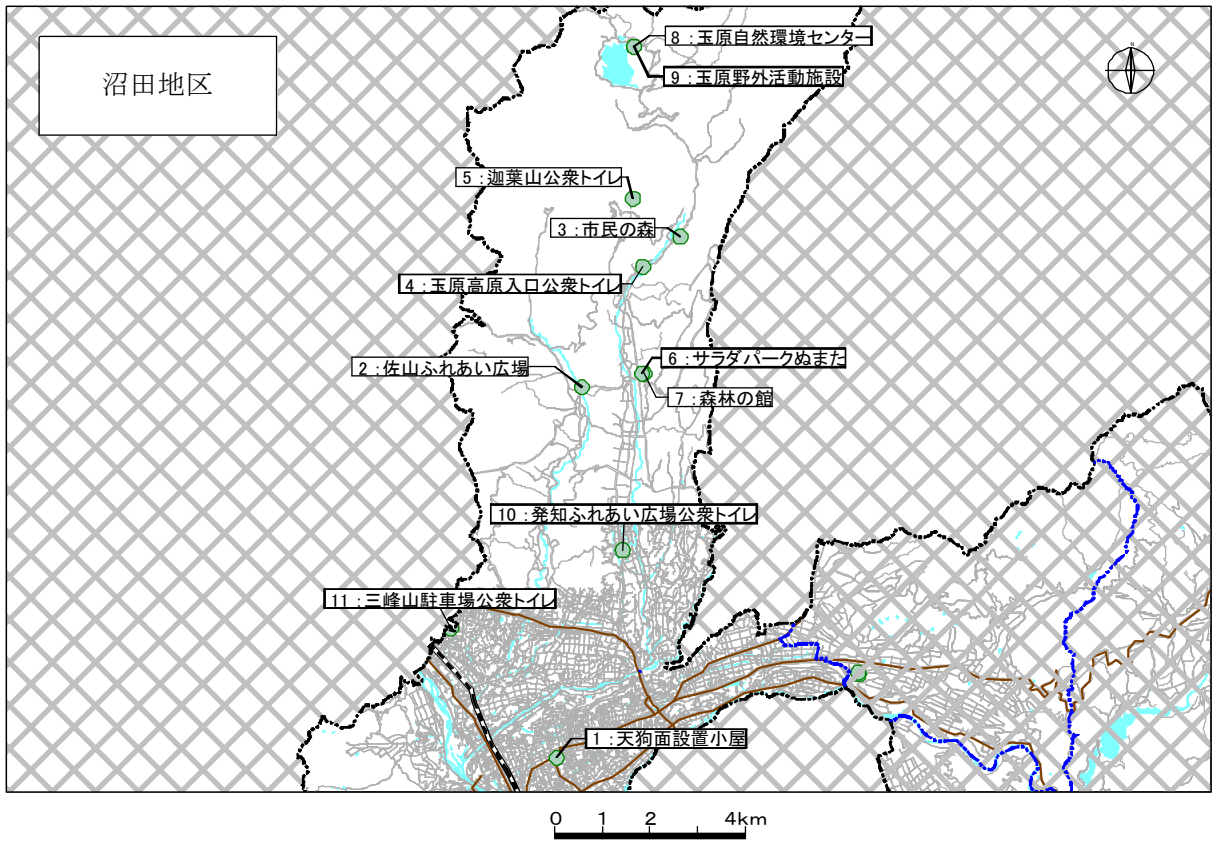 沼田地区
N
8：玉原自然環境センター
9：玉原野外活動施設
5：迦葉山公衆トイレ
3：市民の森
4：玉原高原入口公衆トイレ
6：サラダパークぬまた
2：佐山ふれあい広場
7：森林の館
10：発知ふれあい広場公衆トイレ
11：三峰山駐車場公衆トイレ
1：天狗面設置小屋
0 1 2 4km